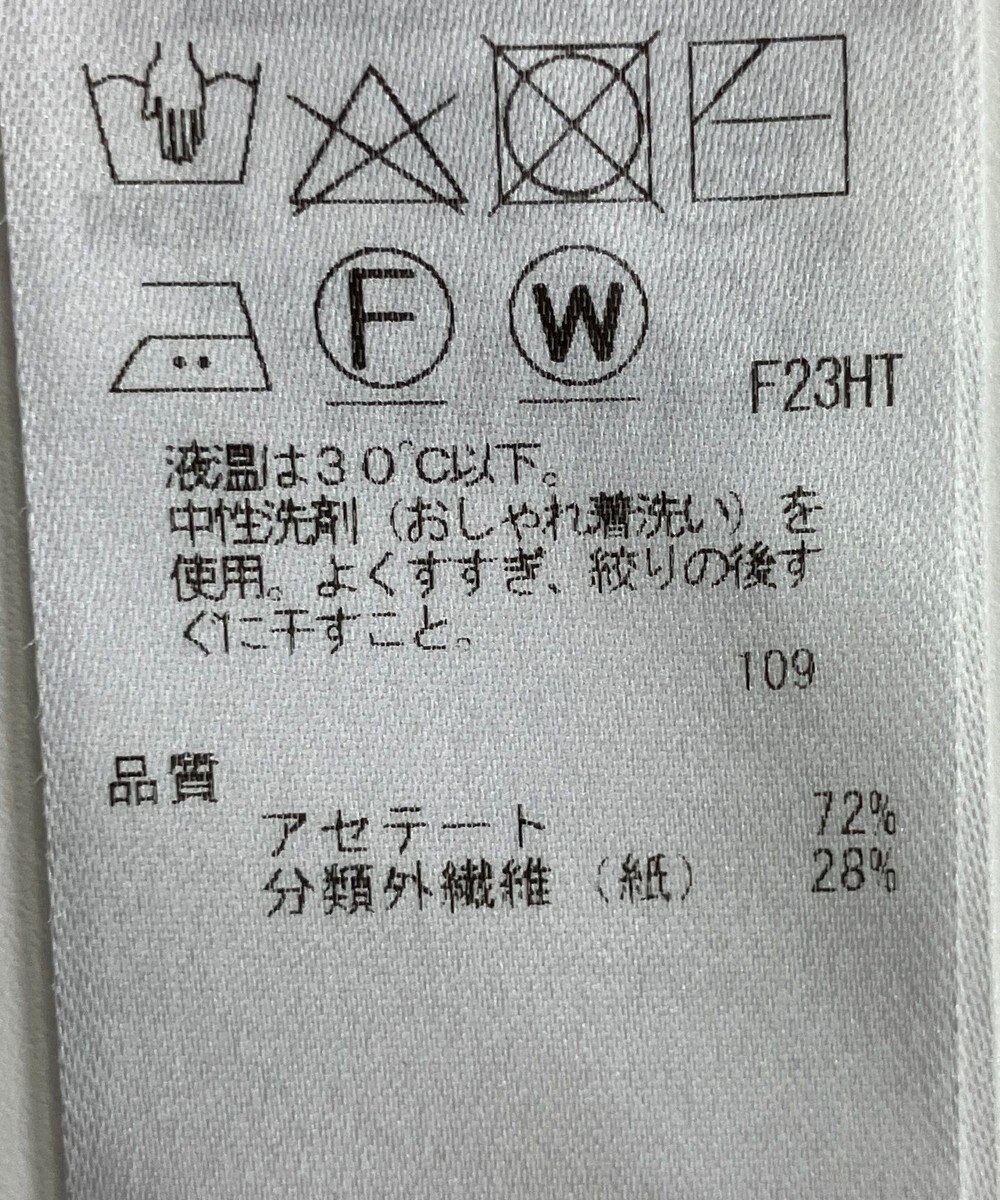 F W F23HT
液温は30℃以下。
中性洗剤（おしゃれ着洗い）を
使用。よくすすぎ、絞りの後す
ぐに干すこと。
109
品質
アセテート 72%
分類外繊維（紙） 28%